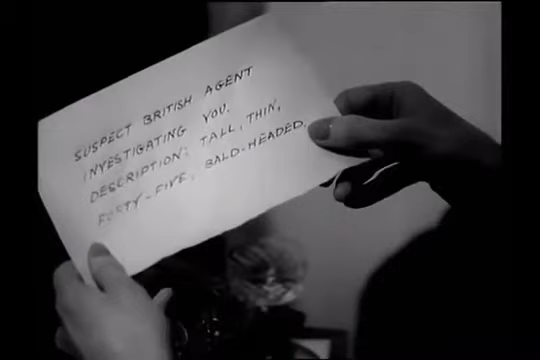 SUSPECT BRITISH AGENT
INVESTIGATING YOU.
DESCRIPTION: TALL, THIN,
FORTY-FIVE, BALD-HEADED.